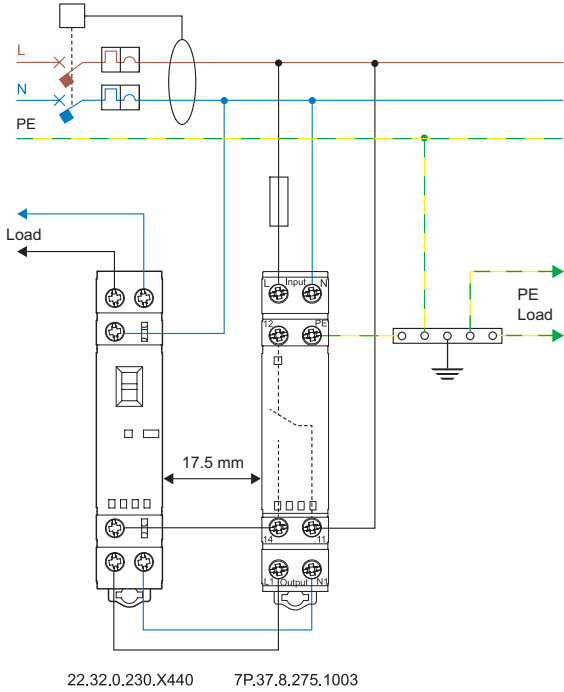 L
N
PE
Load
L Input N
12 PE
PE
Load
17.5 mm
14 11
L1 Output N1
22.32.0.230.X440 7P.37.8.275.1003